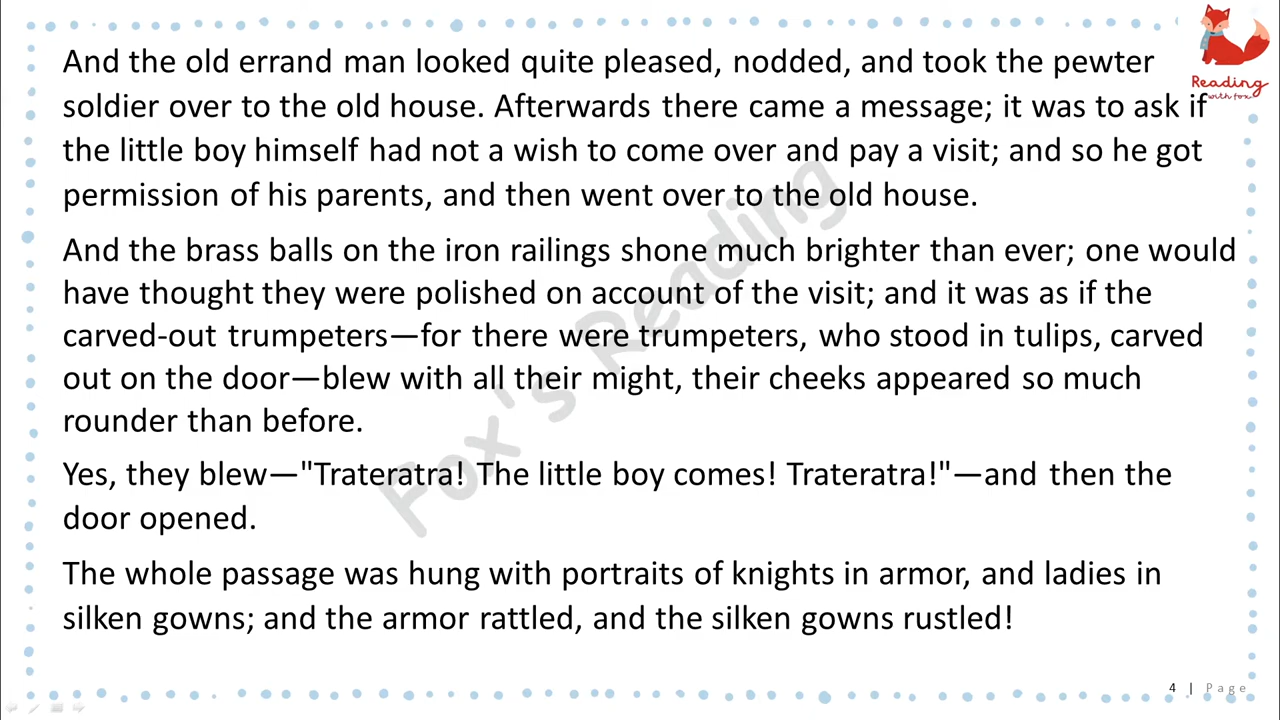 Reading
with fox
And the old errand man looked quite pleased, nodded, and took the pewter
soldier over to the old house. Afterwards there came a message; it was to ask if
the little boy himself had not a wish to come over and pay a visit; and so he got
permission of his parents, and then went over to the old house.
And the brass balls on the iron railings shone much brighter than ever; one would
have thought they were polished on account of the visit; and it was as if the
carved-out trumpeters—for there were trumpeters, who stood in tulips, carved
out on the door—blew with all their might, their cheeks appeared so much
rounder than before.
Yes, they blew—"Trateratra! The little boy comes! Trateratra!"—and then the
door opened.
The whole passage was hung with portraits of knights in armor, and ladies in
silken gowns; and the armor rattled, and the silken gowns rustled!
Fox's Reading
4 | Page